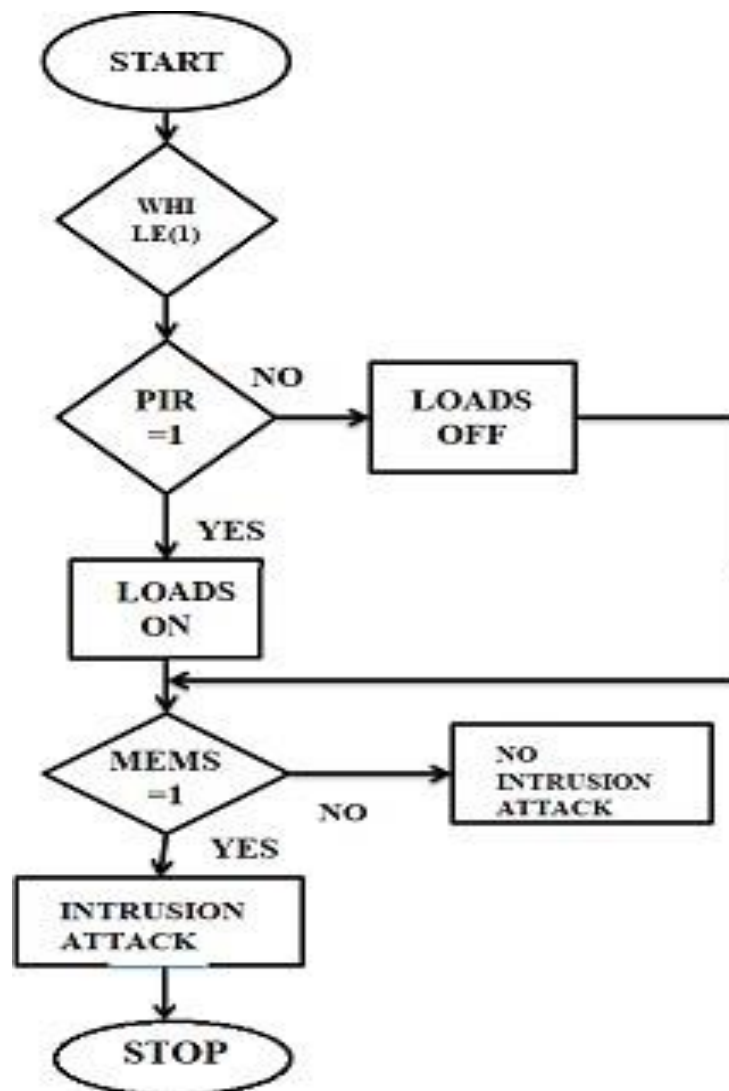 START
WHI
LE(1)
PIR
=1
NO
LOADS
OFF
YES
LOADS
ON
MEMS
=1
NO
NO
INTRUSION
ATTACK
YES
INTRUSION
ATTACK
STOP